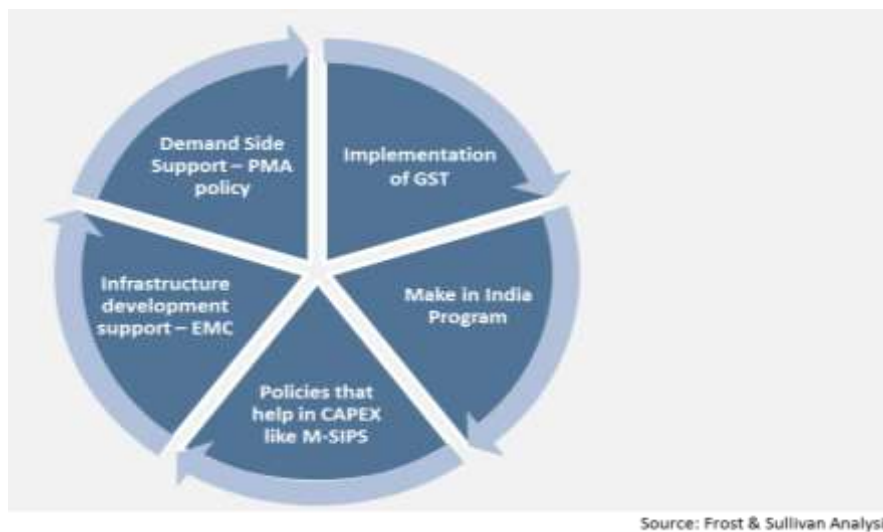 Implementation
of GST
Make in India
Program
Policies that
help in CAPEX
like M-SIPS
Infrastructure
development
support – EMC
Demand Side
Support – PMA
policy
Source: Frost & Sullivan Analysi